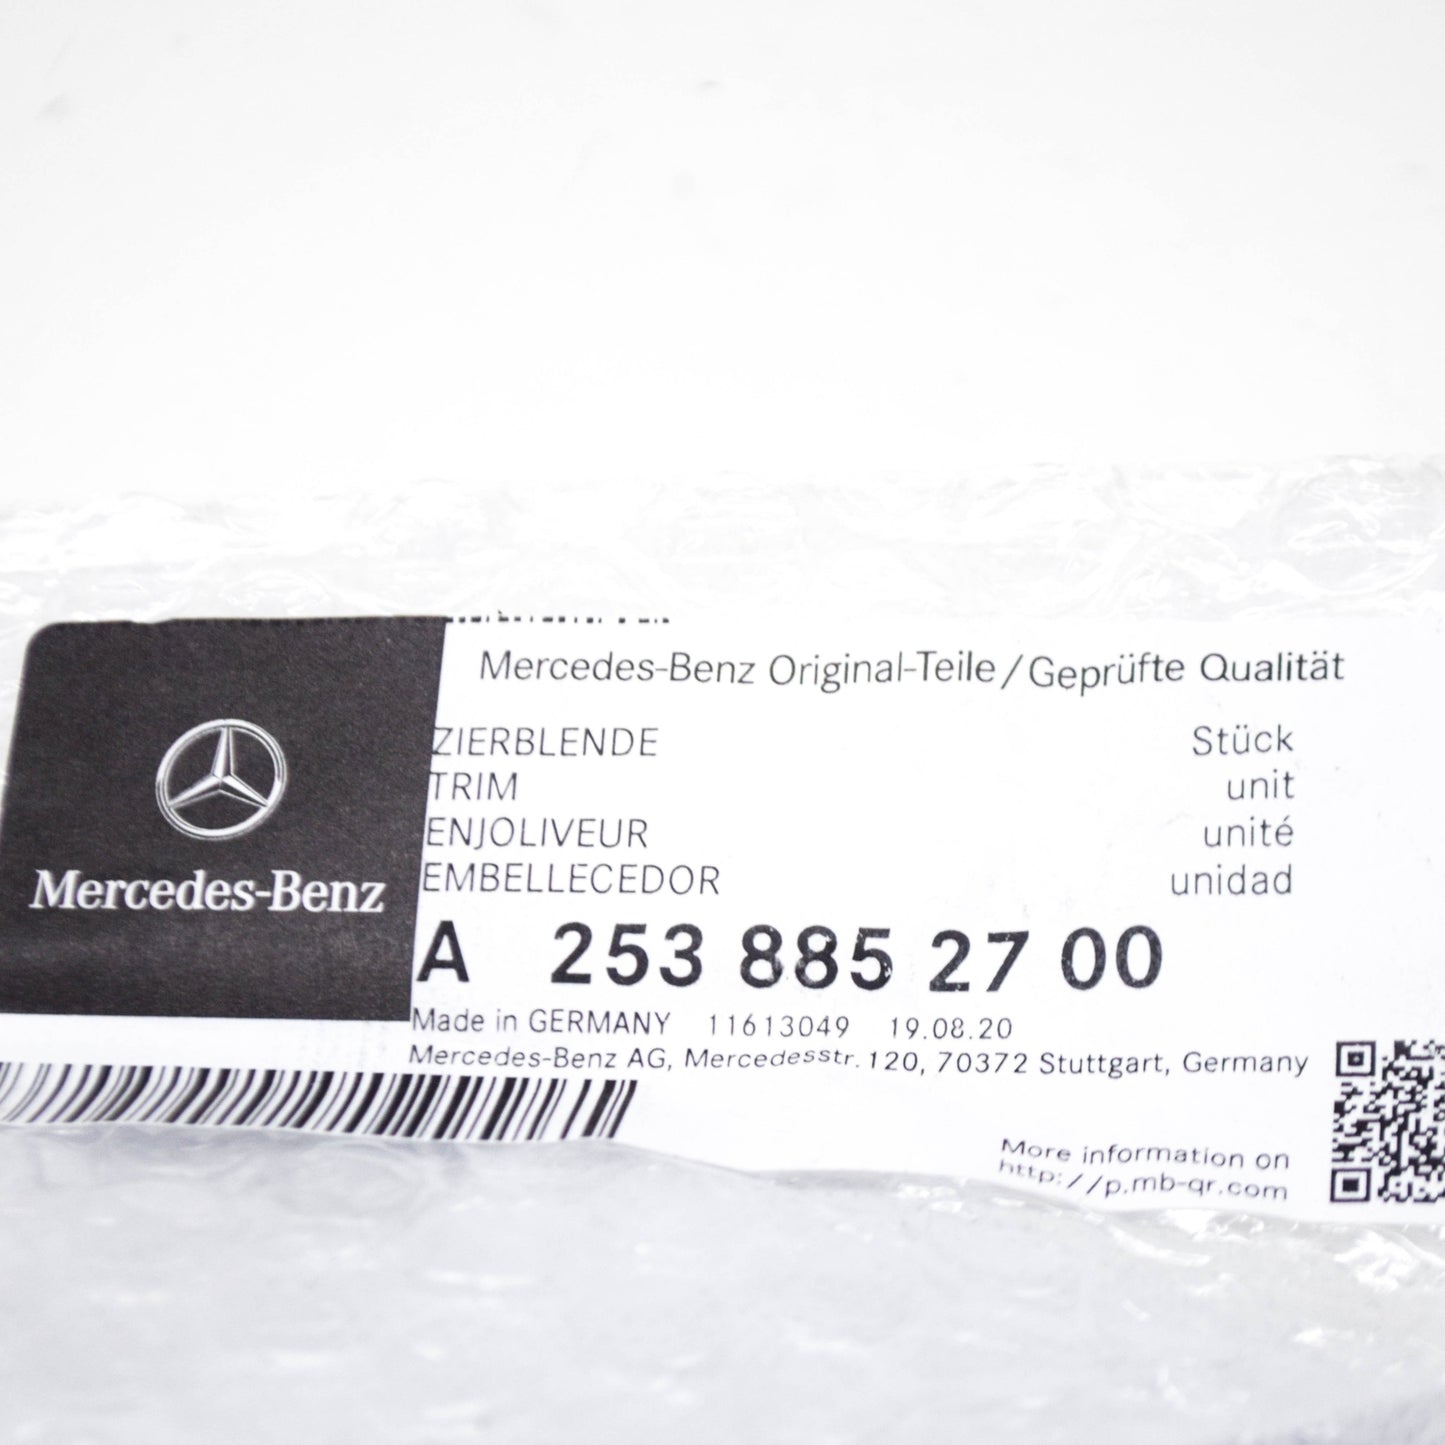 Mercedes-Benz Original-Teile / Geprüfte Qualität
ZIERBLENDE Stück
TRIM unit
ENJOLIVEUR unité
EMBELLECEDOR unidad
Mercedes-Benz
A 253 885 27 00
Made in GERMANY 11613049 19.08.20
Mercedes-Benz AG, Mercedesstr. 120, 70372 Stuttgart, Germany
More information on
http://p.mb-qr.com